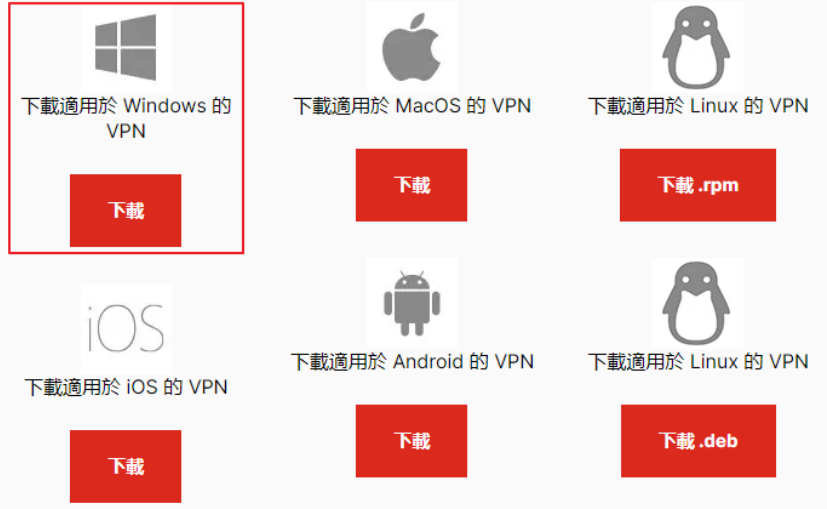 下載適用於 Windows 的
VPN
下載
下載適用於 MacOS 的 VPN
下載
下載適用於 Linux 的 VPN
下載 .rpm
iOS
下載適用於 iOS 的 VPN
下載
下載適用於 Android 的 VPN
下載
下載適用於 Linux 的 VPN
下載 .deb